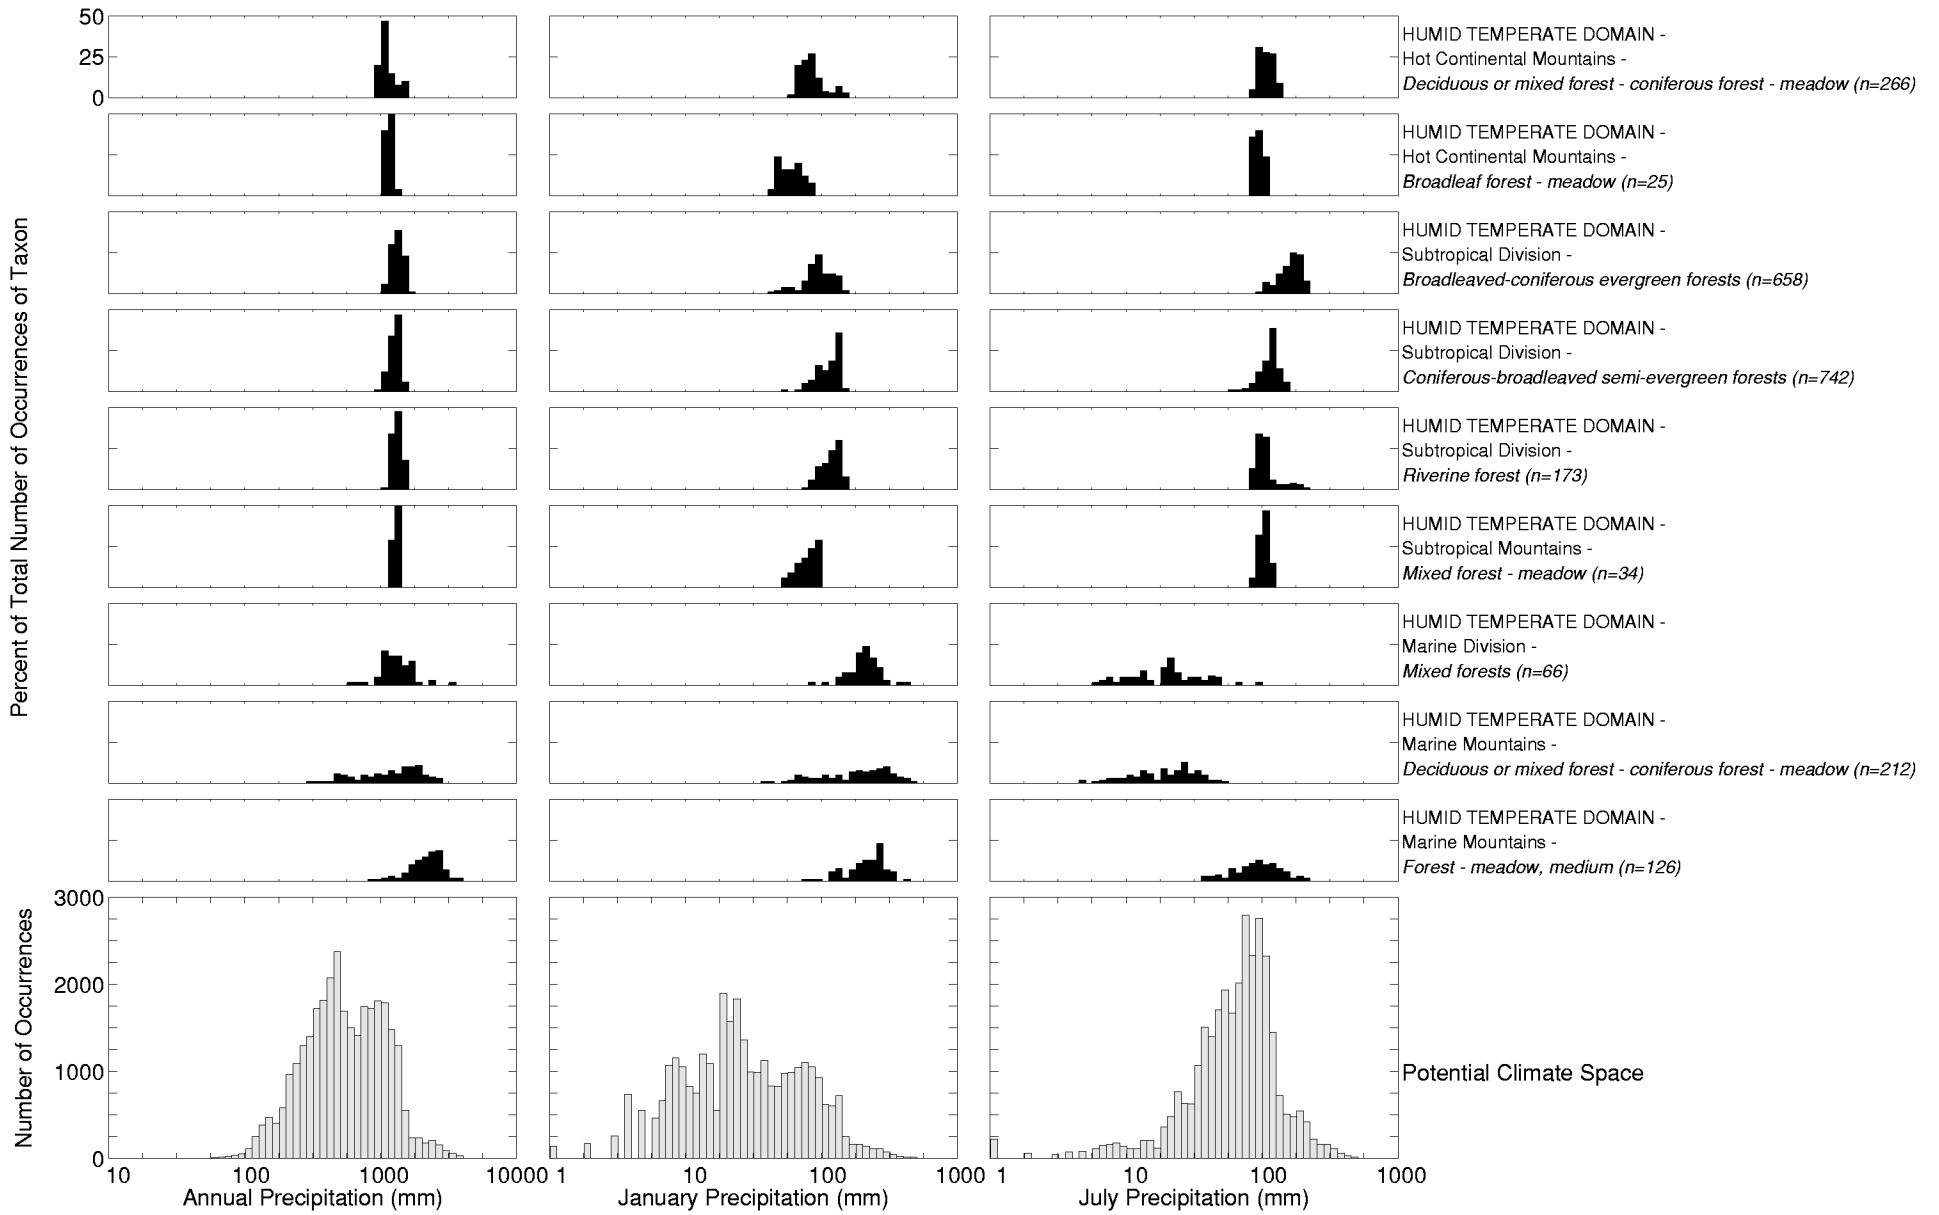 50
25
0
HUMID TEMPERATE DOMAIN -
Hot Continental Mountains -
Deciduous or mixed forest - coniferous forest - meadow (n=266)
HUMID TEMPERATE DOMAIN -
Hot Continental Mountains -
Broadleaf forest - meadow (n=25)
HUMID TEMPERATE DOMAIN -
Subtropical Division -
Broadleaved-coniferous evergreen forests (n=658)
HUMID TEMPERATE DOMAIN -
Subtropical Division -
Coniferous-broadleaved semi-evergreen forests (n=742)
HUMID TEMPERATE DOMAIN -
Subtropical Division -
Riverine forest (n=173)
HUMID TEMPERATE DOMAIN -
Subtropical Mountains -
Mixed forest - meadow (n=34)
HUMID TEMPERATE DOMAIN -
Marine Division -
Mixed forests (n=66)
HUMID TEMPERATE DOMAIN -
Marine Mountains -
Deciduous or mixed forest - coniferous forest - meadow (n=212)
HUMID TEMPERATE DOMAIN -
Marine Mountains -
Forest - meadow, medium (n=126)
Percent of Total Number of Occurrences of Taxon
3000
2000
1000
0
Number of Occurrences
Potential Climate Space
10 100 1000 10000
1 10 100 1000
1 10 100 1000
Annual Precipitation (mm)
January Precipitation (mm)
July Precipitation (mm)